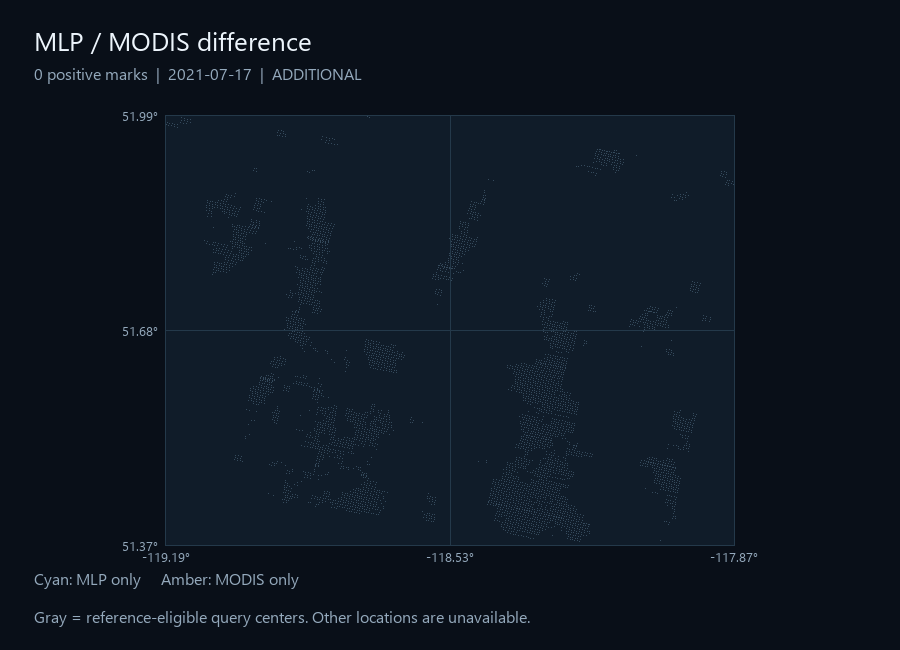 MLP / MODIS difference
0 positive marks | 2021-07-17 | ADDITIONAL
51.99°
51.68°
51.37°
-119.19° -118.53° -117.87°
Cyan: MLP only Amber: MODIS only
Gray = reference-eligible query centers. Other locations are unavailable.